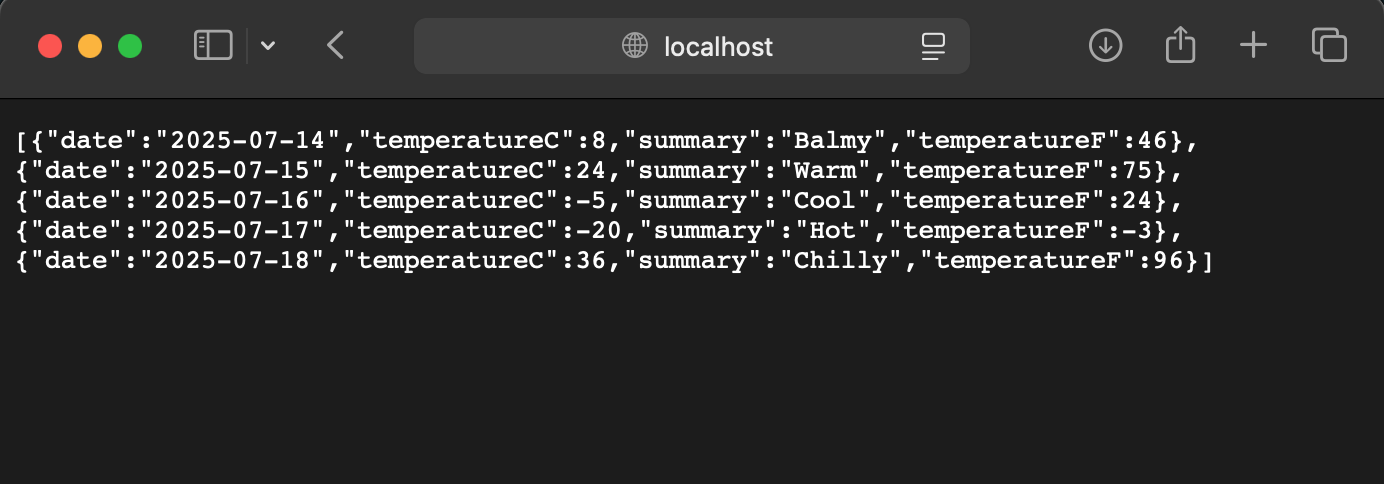 localhost
[{"date":"2025-07-14","temperatureC":8,"summary":"Balmy","temperatureF":46},
{"date":"2025-07-15","temperatureC":24,"summary":"Warm","temperatureF":75},
{"date":"2025-07-16","temperatureC":-5,"summary":"Cool","temperatureF":24},
{"date":"2025-07-17","temperatureC":-20,"summary":"Hot","temperatureF":-3},
{"date":"2025-07-18","temperatureC":36,"summary":"Chilly","temperatureF":96}]